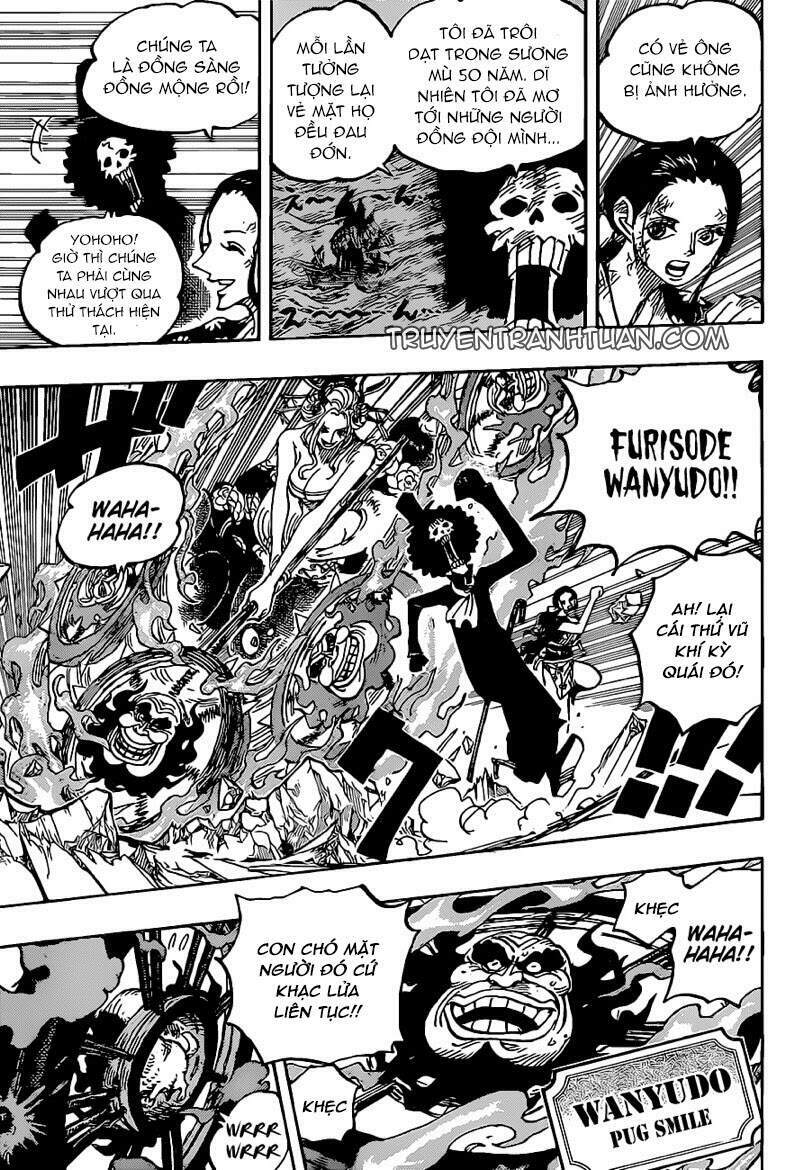 CÓ VẺ ÔNG
CŨNG KHÔNG
BỊ ẢNH HƯỞNG.
TÔI ĐÃ TRÔI
DẠT TRONG SƯƠNG
MÙ 50 NĂM. DĨ
NHIÊN TÔI ĐÃ MƠ
TỚI NHỮNG NGƯỜI
ĐỒNG ĐỘI MÌNH...
MỖI LẦN
TƯỞNG
TƯỢNG LẠI
VẺ MẶT HỌ
ĐỀU ĐAU
ĐỚN.
CHÚNG TA
LÀ ĐỒNG SÀNG
ĐỒNG MỘNG RỒI!
YOHOHO!
GIỜ THÌ CHÚNG
TA PHẢI CÙNG
NHAU VƯỢT QUA
THỬ THÁCH HIỆN
TẠI.
TRUYENTRANHTUAN.COM
FURISODE
WANYUDO!!
WAHA-
HAHA!!
AH! LẠI
CÁI THỨ VŨ
KHÍ KỲ
QUÁI ĐÓ!
KHẸC
WAHA-
HAHA!!
CON CHÓ MẶT
NGƯỜI ĐÓ CỨ
KHẠC LỬA
LIÊN TỤC!!
KHẸC
WRRR
WRRR
WANYUDO
PUG SMILE